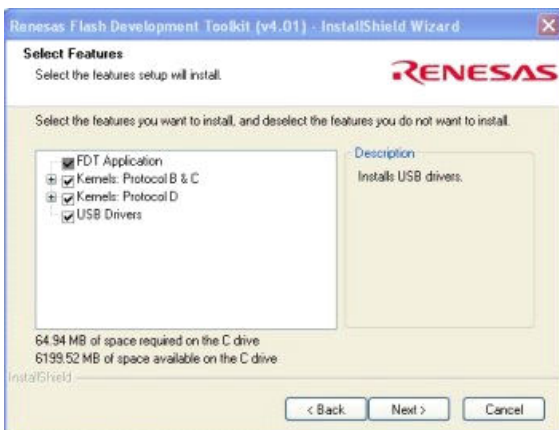 Renesas Flash Development Toolkit (v4.01) - InstallShield Wizard
Select Features
Select the features setup will install.
RENESAS
Select the features you want to install, and deselect the features you do not want to install.
FDT Application
Kernels: Protocol B & C
Kernels: Protocol D
USB Drivers
Description
Installs USB drivers.
64.94 MB of space required on the C drive
6199.52 MB of space available on the C drive
InstallShield
< Back
Next >
Cancel